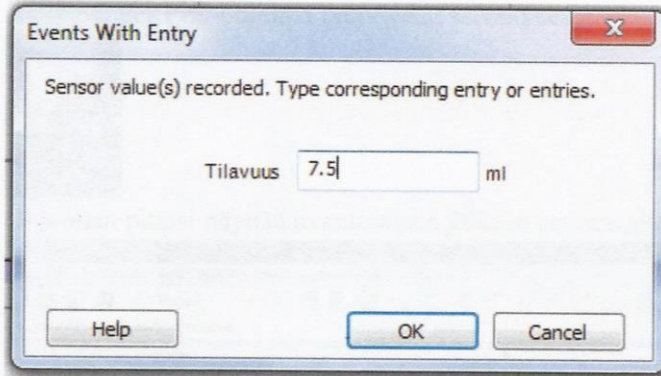 Events With Entry
X
Sensor value(s) recorded. Type corresponding entry or entries.
Tilavuus 7.5 ml
Help OK Cancel